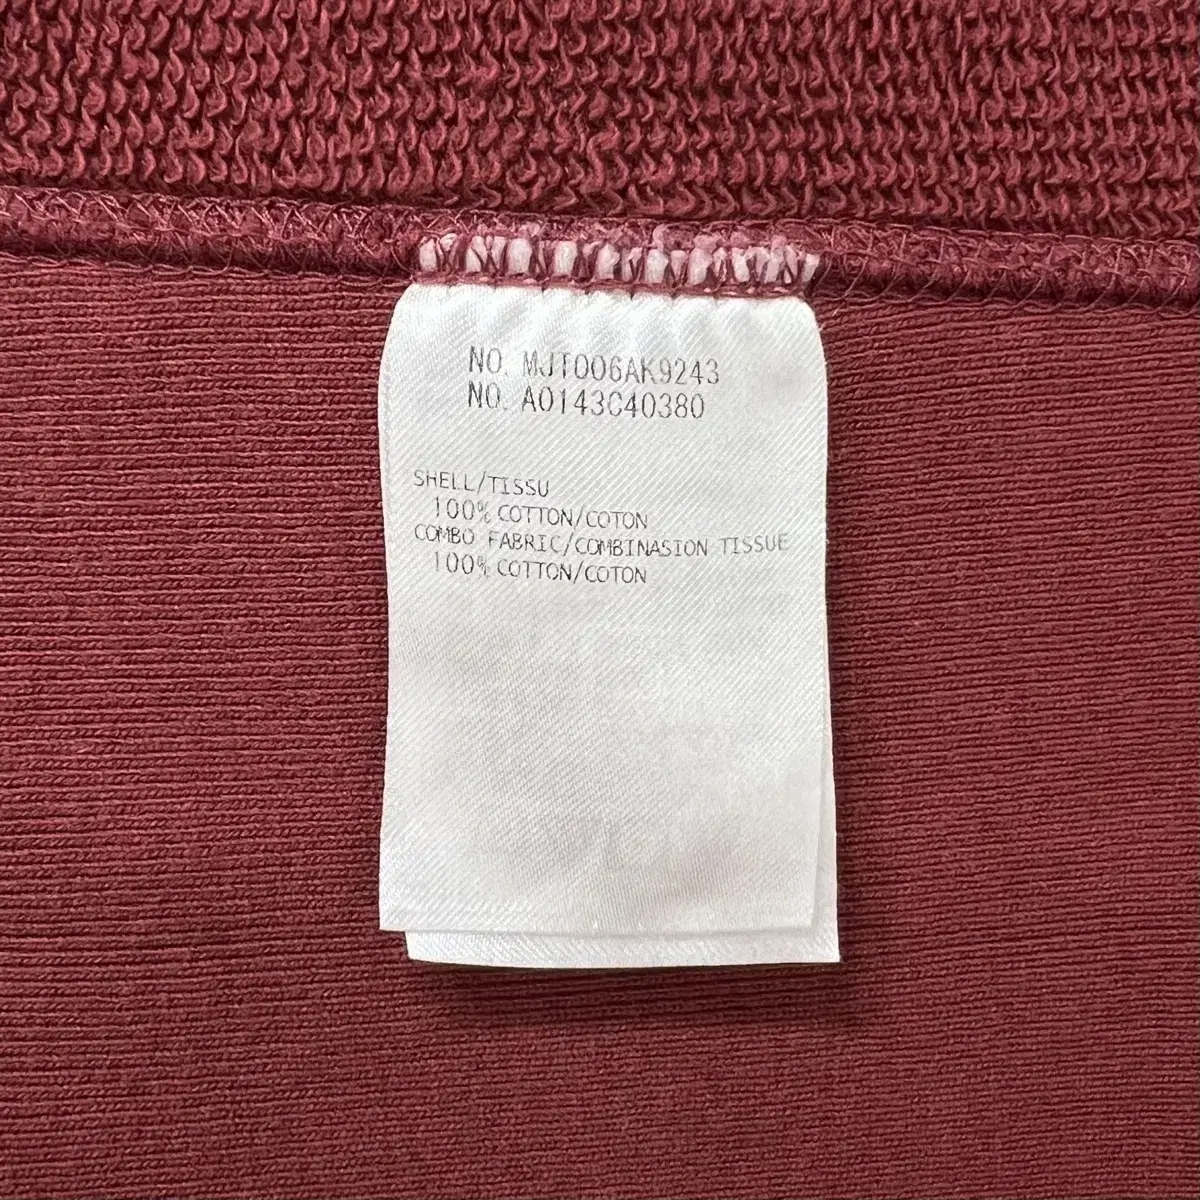 NO. MJT006AK9243
NO. A0143C40380
SHELL/TISSU
100% COTTON/COTON
COMBO FABRIC/COMBINASION TISSUE
100% COTTON/COTON